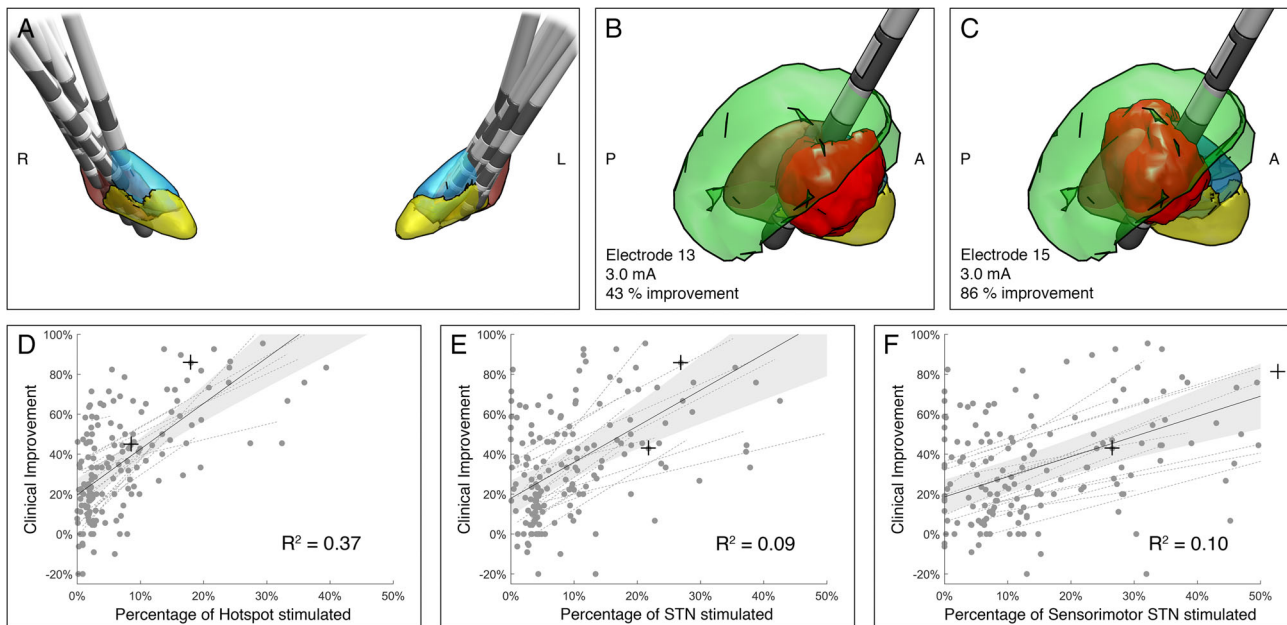 A
R
L
B
P
A
Electrode 13
3.0 mA
43 % improvement
C
P
A
Electrode 15
3.0 mA
86 % improvement
D
Clinical Improvement
100%
80%
60%
40%
20%
0%
-20%
R² = 0.37
0% 10% 20% 30% 40% 50%
Percentage of Hotspot stimulated
E
Clinical Improvement
100%
80%
60%
40%
20%
0%
-20%
R² = 0.09
0% 10% 20% 30% 40% 50%
Percentage of STN stimulated
F
Clinical Improvement
100%
80%
60%
40%
20%
0%
-20%
R² = 0.10
0% 10% 20% 30% 40% 50%
Percentage of Sensorimotor STN stimulated